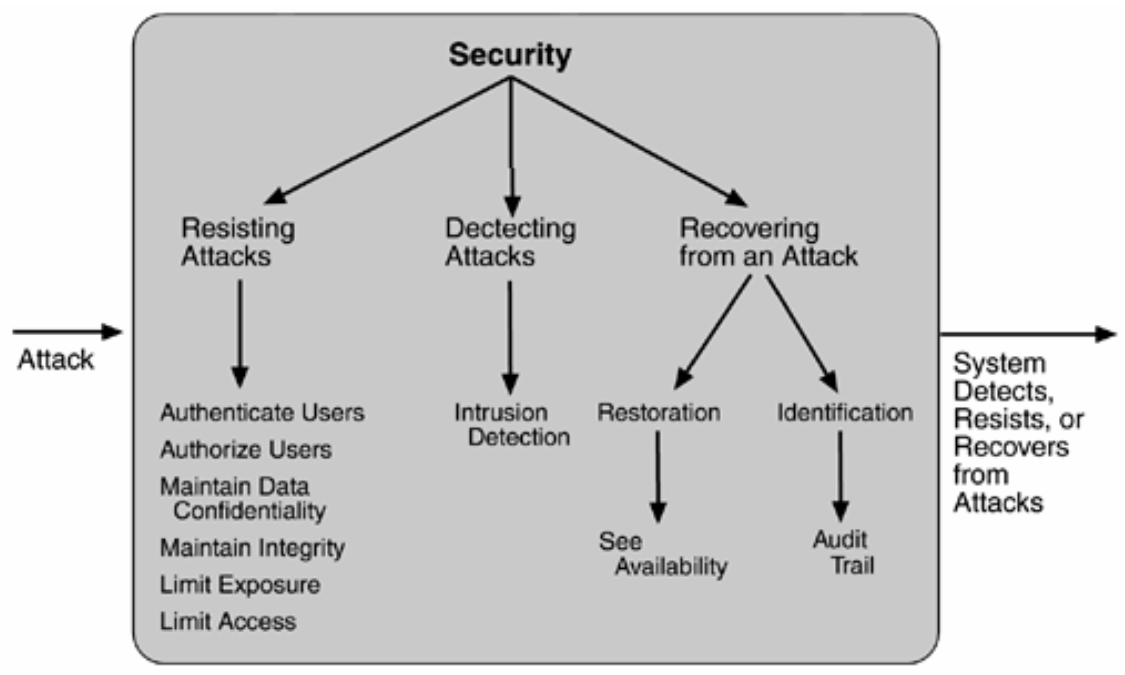 Security
Resisting
Attacks
Dectecting
Attacks
Recovering
from an Attack
Attack
Authenticate Users
Authorize Users
Maintain Data
Confidentiality
Maintain Integrity
Limit Exposure
Limit Access
Intrusion
Detection
Restoration
See
Availability
Identification
Audit
Trail
System
Detects,
Resists, or
Recovers
from
Attacks